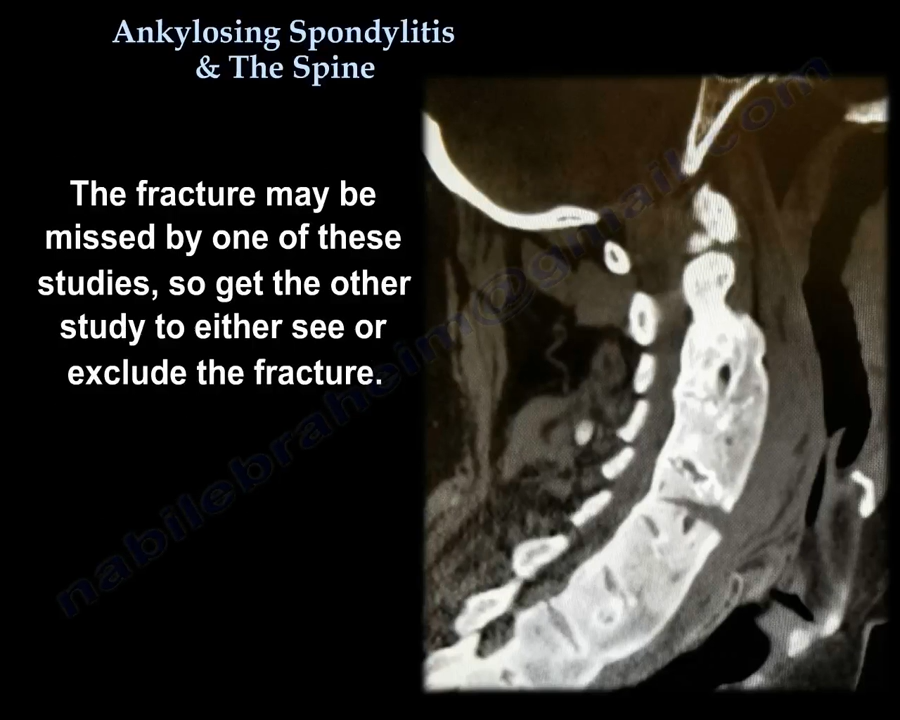 Ankylosing Spondylitis
& The Spine
The fracture may be
missed by one of these
studies, so get the other
study to either see or
exclude the fracture.
nabilebraheim@gmail.com